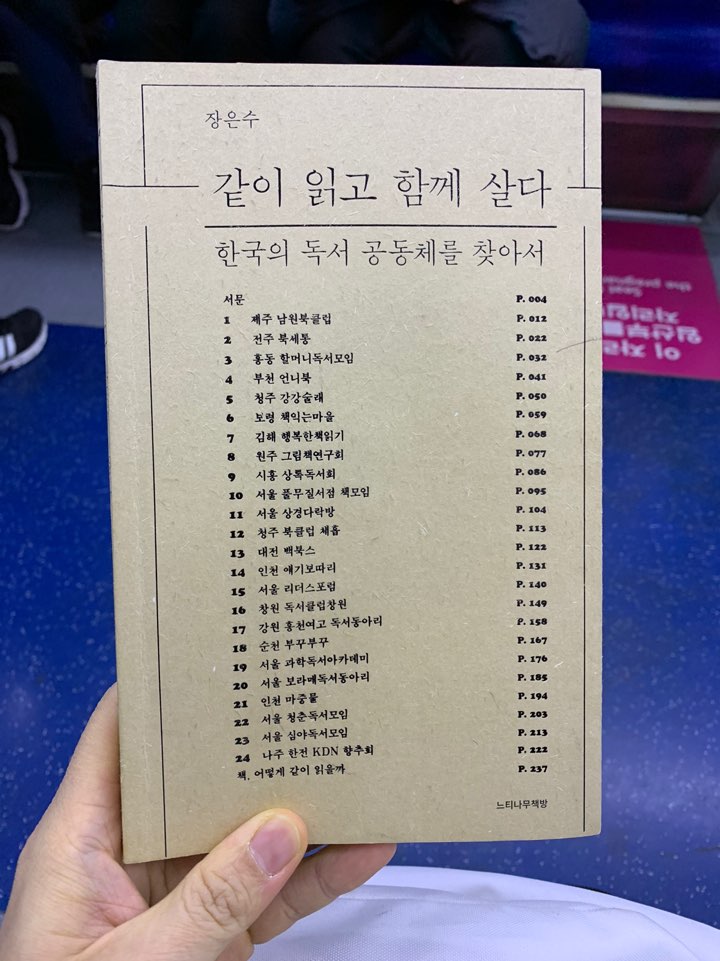 장은수
같이 읽고 함께 살다
한국의 독서 공동체를 찾아서
서문 P. 004
1 제주 남원북클럽 P. 012
2 전주 북세통 P. 022
3 홍동 할머니독서모임 P. 032
4 부천 언니북 P. 041
5 청주 강강술래 P. 050
6 보령 책익는마을 P. 059
7 김해 행복한책읽기 P. 068
8 원주 그림책연구회 P. 077
9 시흥 상록독서회 P. 086
10 서울 풀무질서점 책모임 P. 095
11 서울 상경다락방 P. 104
12 청주 북클럽 체홉 P. 113
13 대전 백북스 P. 122
14 인천 얘기보따리 P. 131
15 서울 리더스포럼 P. 140
16 창원 독서클럽창원 P. 149
17 강원 홍천여고 독서동아리 P. 158
18 순천 부꾸부꾸 P. 167
19 서울 과학독서아카데미 P. 176
20 서울 보라매독서동아리 P. 185
21 인천 마중물 P. 194
22 서울 청춘독서모임 P. 203
23 서울 심야독서모임 P. 213
24 나주 한전 KDN 향추회 P. 222
책, 어떻게 같이 읽을까 P. 237
느티나무책방
이 자리
임산부
자리입
Seat
the pregna